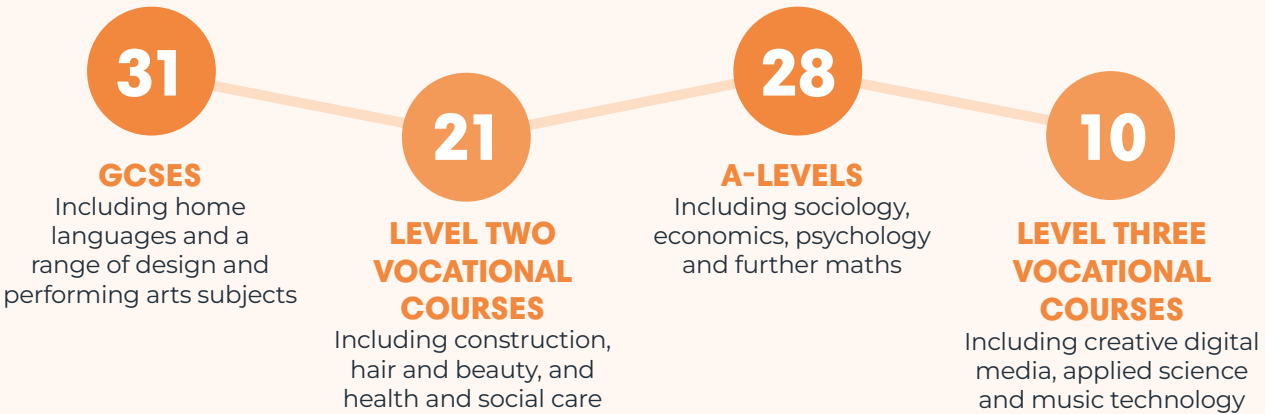 31
GCSES
Including home
languages and a
range of design and
performing arts subjects
21
LEVEL TWO
VOCATIONAL
COURSES
Including construction,
hair and beauty, and
health and social care
28
A-LEVELS
Including sociology,
economics, psychology
and further maths
10
LEVEL THREE
VOCATIONAL
COURSES
Including creative digital
media, applied science
and music technology